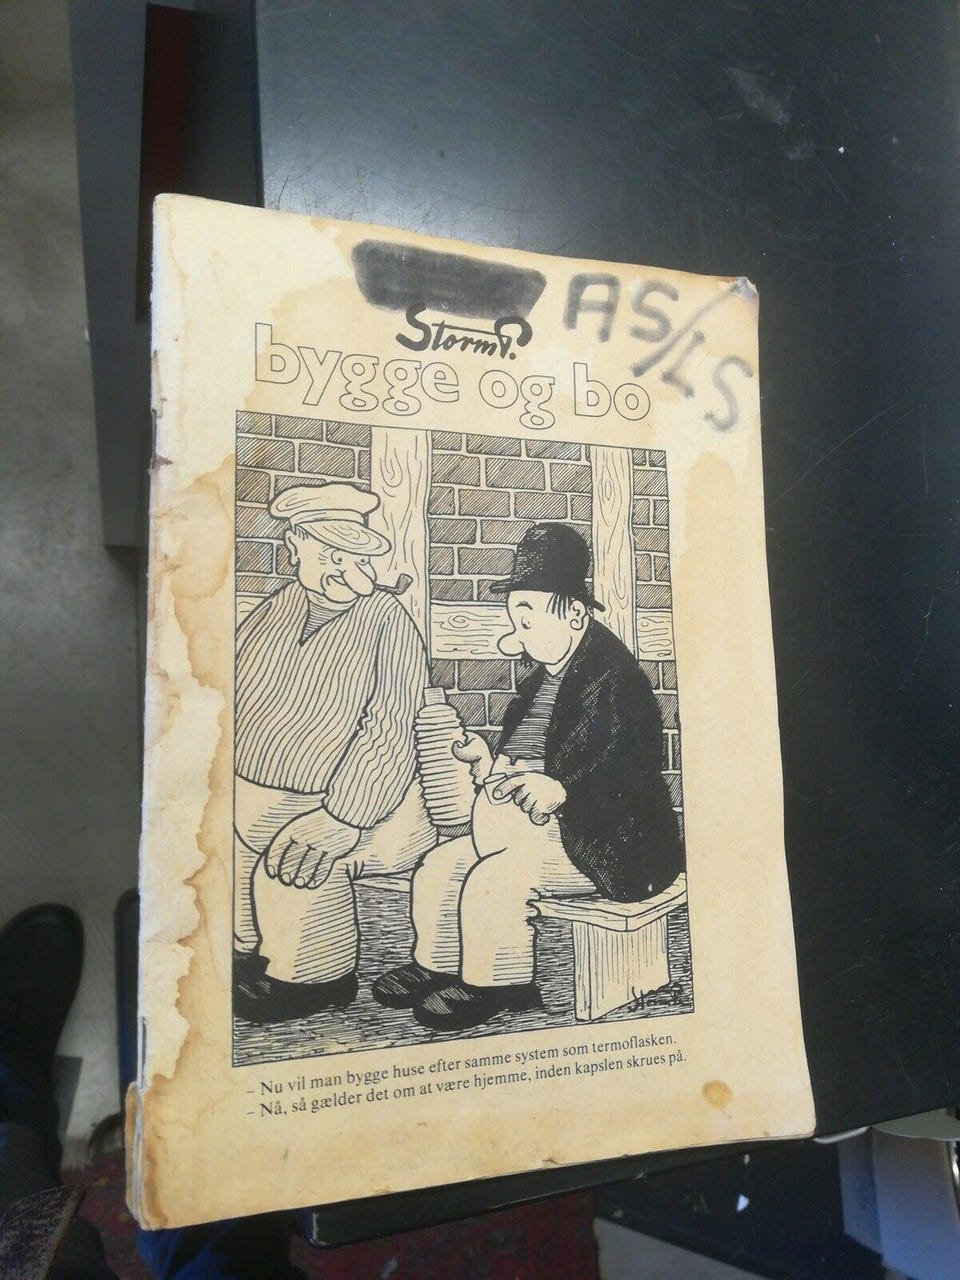 AS/LS
Storm P.
bygge og bo
Storm P.
– Nu vil man bygge huse efter samme system som termoflasken.
– Nå, så gælder det om at være hjemme, inden kapslen skrues på.